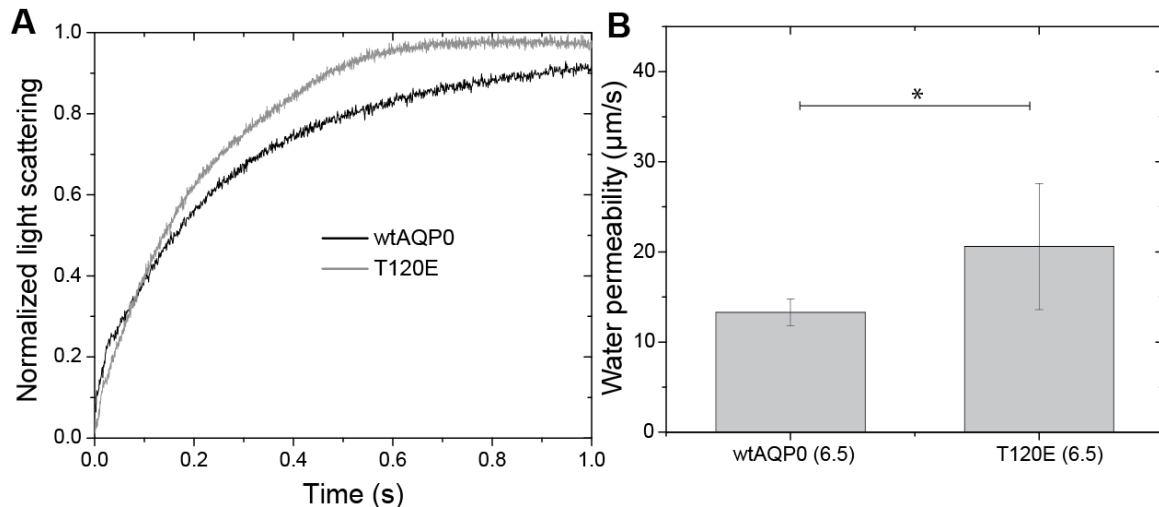 A
Normalized light scattering
1.0
0.8
0.6
0.4
0.2
0.0
wtAQP0
T120E
0.0 0.2 0.4 0.6 0.8 1.0
Time (s)
B
Water permeability (µm/s)
40
30
20
10
0
*
wtAQP0 (6.5) T120E (6.5)